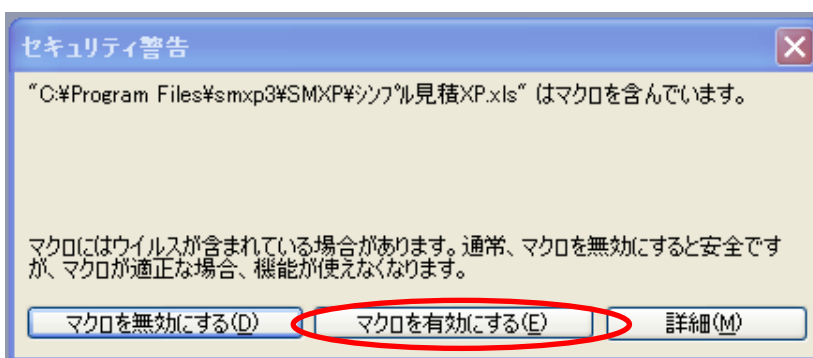 セキュリティ警告
"C:¥Program Files¥smxp3¥SMXP¥ｼﾝﾌﾟﾙ見積XP.xls" はマクロを含んでいます。
マクロにはウイルスが含まれている場合があります。通常、マクロを無効にすると安全です
が、マクロが適正な場合、機能が使えなくなります。
マクロを無効にする(D) マクロを有効にする(E) 詳細(M)